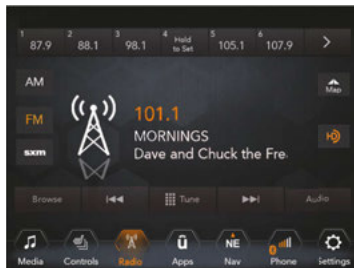 1 2 3 4 5 6
87.9 88.1 98.1 Hold to Set 105.1 107.9 >
AM
Map
FM
101.1
MORNINGS
sxm
Dave and Chuck the Fre
Browse Tune Audio
û NE
Media Controls Radio Apps Nav Phone Settings